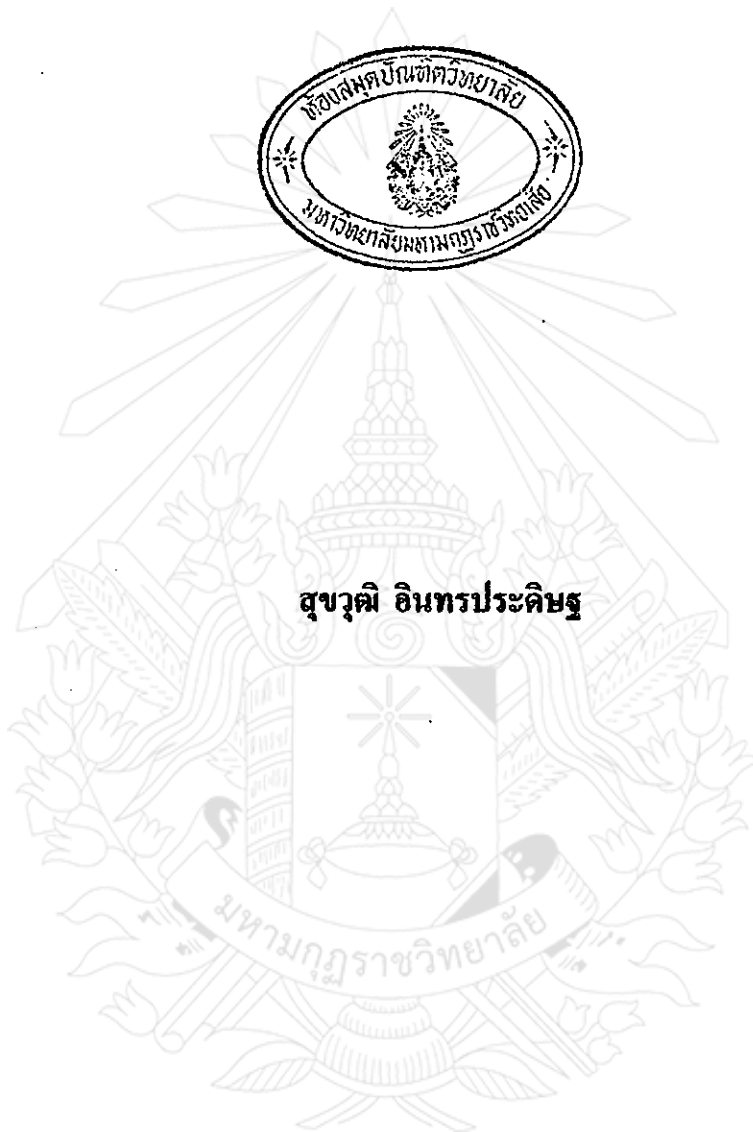 ห้องสมุดบัณฑิตวิทยาลัย
มหาวิทยาลัยมหามกุฏราชวิทยาลัย
สุขวุฒิ อินทรประดิษฐ
มหามกุฏราชวิทยาลัย